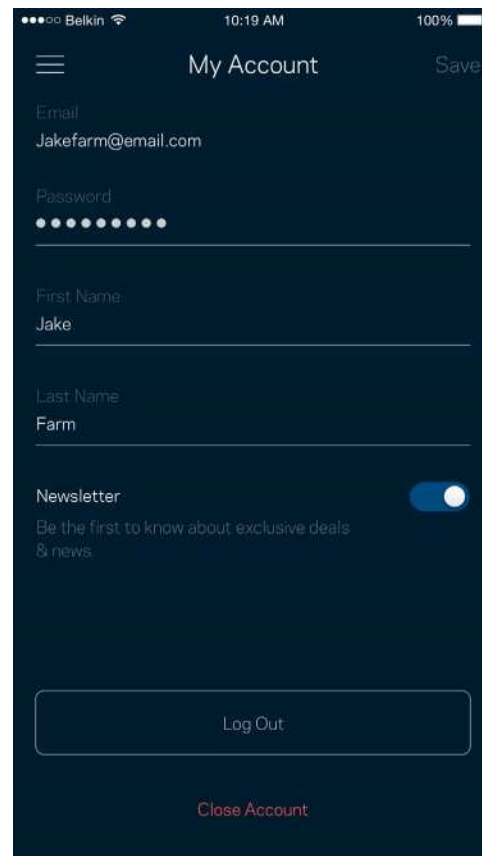 Belkin 10:19 AM 100%
My Account Save
Email
Jakefarm@email.com
Password
First Name
Jake
Last Name
Farm
Newsletter
Be the first to know about exclusive deals
& news.
Log Out
Close Account